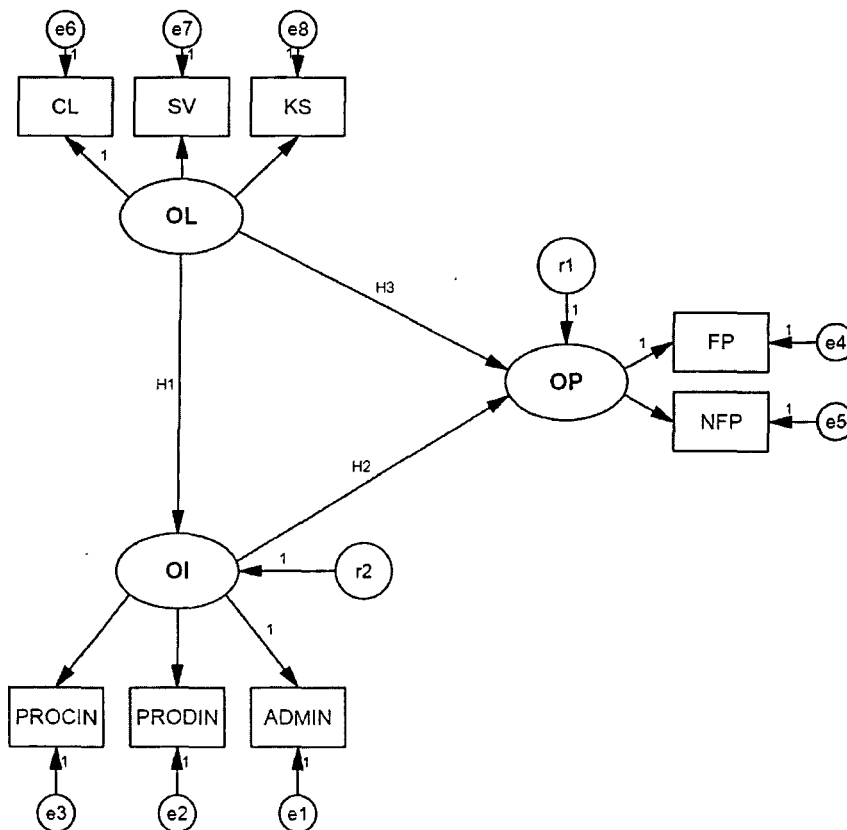 e6 e7 e8
1 1 1
CL SV KS
1
OL
r1
H3
1
FP 1 e4
1
OP
H1
NFP 1 e5
H2
OI 1 r2
1
PROCIN PRODIN ADMIN
1 1 1
e3 e2 e1